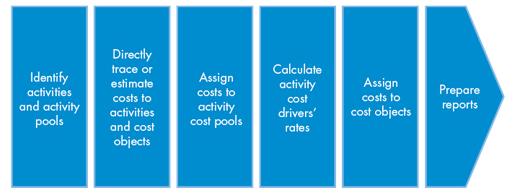 Identify
activities
and activity
pools
Directly
trace or
estimate
costs to
activities
and cost
objects
Assign
costs to
activity
cost pools
Calculate
activity
cost
drivers’
rates
Assign
costs to
cost objects
Prepare
reports